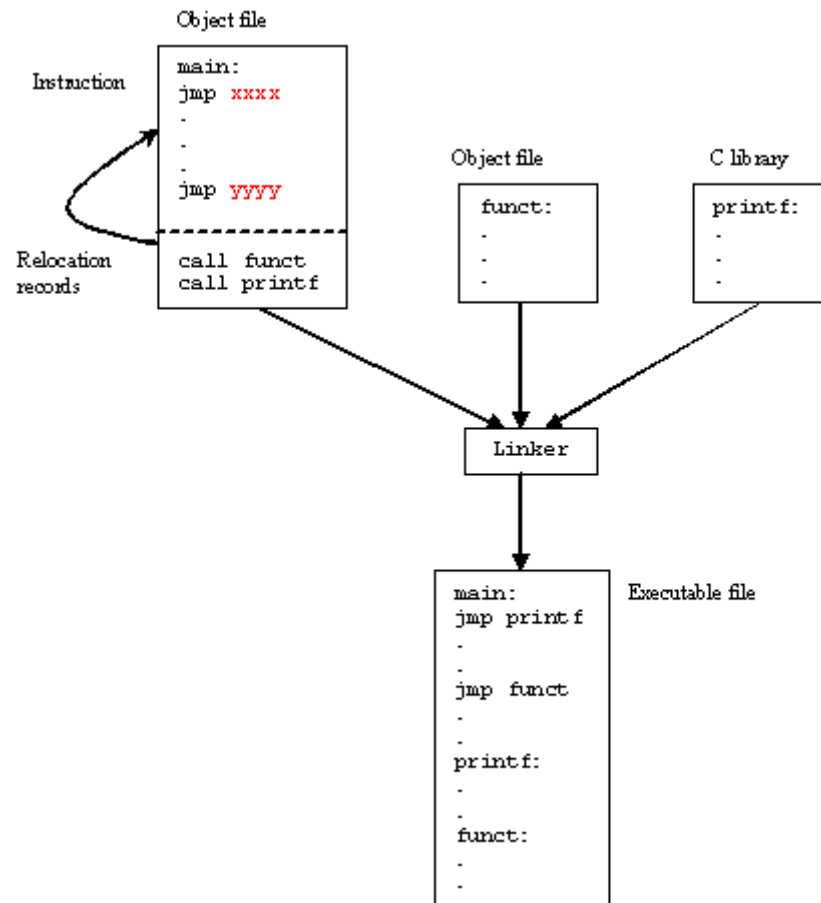 Object file
Instruction
main:
jmp xxxx
.
.
.
jmp yyyy
Relocation
records
call funct
call printf
Object file
funct:
.
.
.
C library
printf:
.
.
.
Linker
Executable file
main:
jmp printf
.
.
jmp funct
.
.
printf:
.
.
funct:
.
.